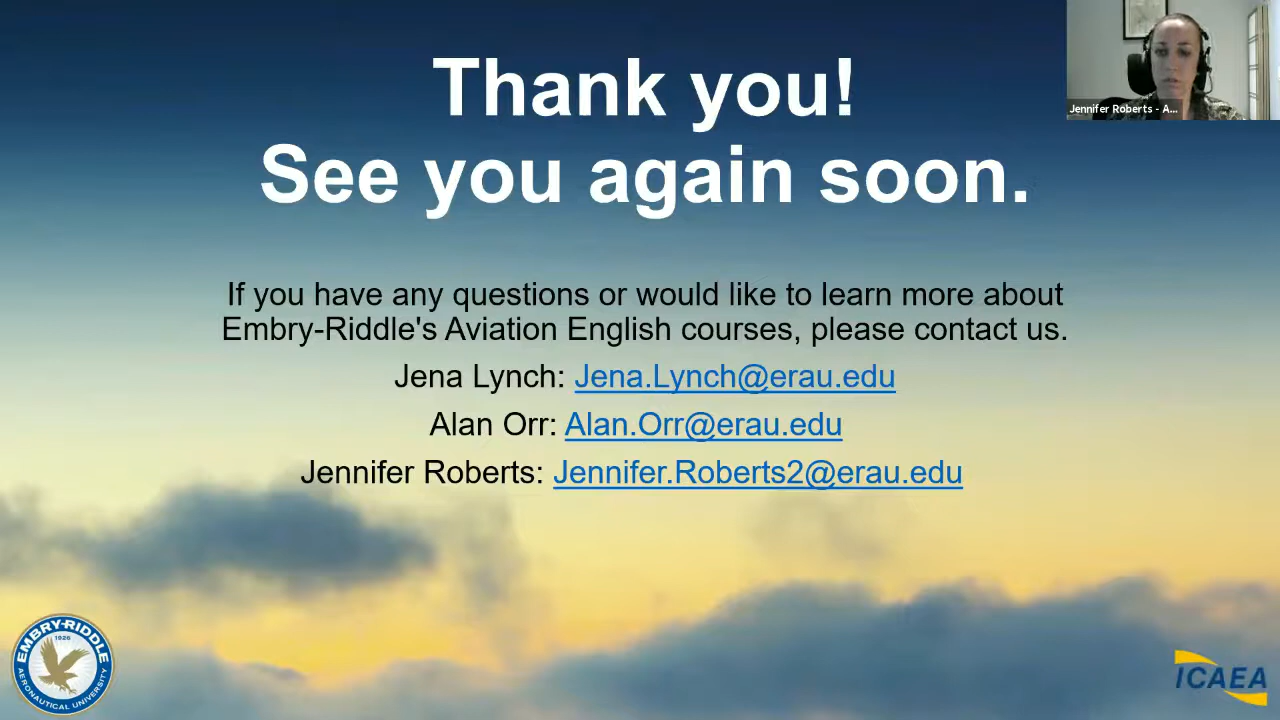 Thank you!
See you again soon.
Jennifer Roberts - A...
If you have any questions or would like to learn more about
Embry-Riddle's Aviation English courses, please contact us.
Jena Lynch: Jena.Lynch@erau.edu
Alan Orr: Alan.Orr@erau.edu
Jennifer Roberts: Jennifer.Roberts2@erau.edu
EMBRY-RIDDLE
1926
AERONAUTICAL UNIVERSITY
ICAEA